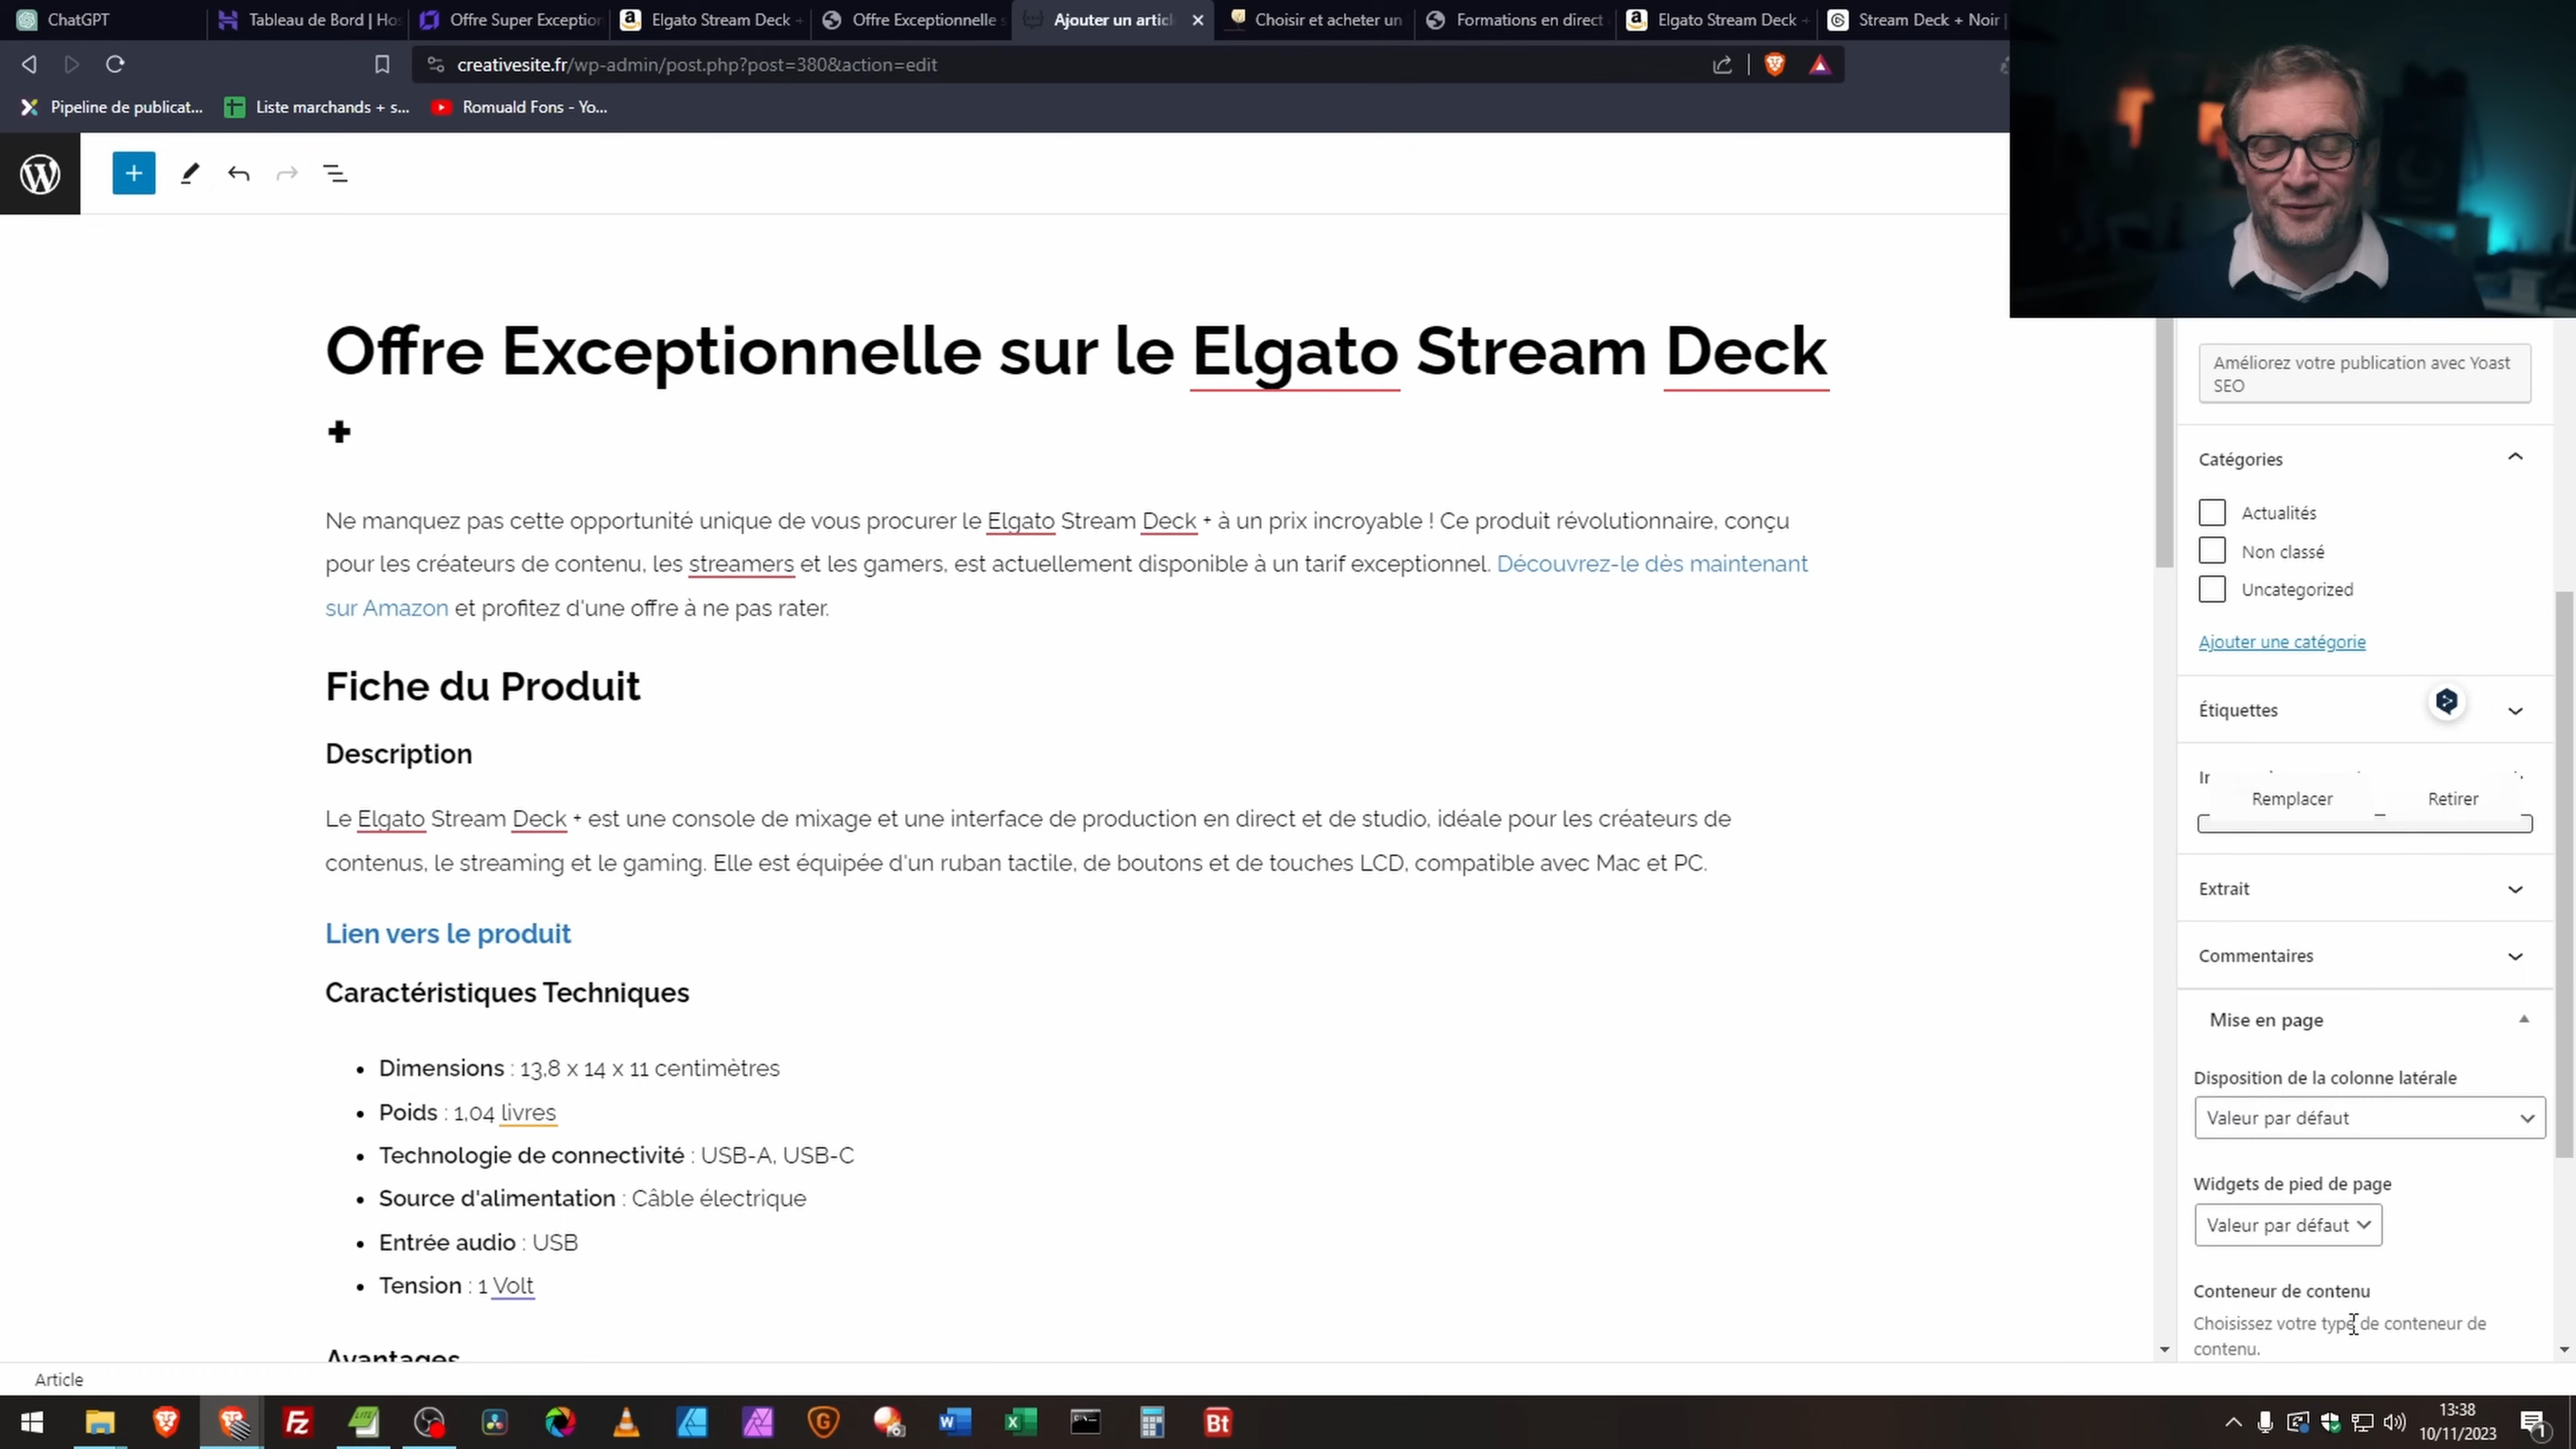 ChatGPT
Tableau de Bord | Hos
Offre Super Exception
Elgato Stream Deck +
Offre Exceptionnelle s
Ajouter un articl
Choisir et acheter un
Formations en direct
Elgato Stream Deck +
Stream Deck + Noir |
creativesite.fr/wp-admin/post.php?post=380&action=edit
Pipeline de publicat...
Liste marchands + s...
Romuald Fons - Yo...
Offre Exceptionnelle sur le Elgato Stream Deck
+
Ne manquez pas cette opportunité unique de vous procurer le Elgato Stream Deck + à un prix incroyable ! Ce produit révolutionnaire, conçu
pour les créateurs de contenu, les streamers et les gamers, est actuellement disponible à un tarif exceptionnel. Découvrez-le dès maintenant
sur Amazon et profitez d'une offre à ne pas rater.
Fiche du Produit
Description
Le Elgato Stream Deck + est une console de mixage et une interface de production en direct et de studio, idéale pour les créateurs de
contenus, le streaming et le gaming. Elle est équipée d'un ruban tactile, de boutons et de touches LCD, compatible avec Mac et PC.
Lien vers le produit
Caractéristiques Techniques
• Dimensions : 13,8 x 14 x 11 centimètres
• Poids : 1,04 livres
• Technologie de connectivité : USB-A, USB-C
• Source d'alimentation : Câble électrique
• Entrée audio : USB
• Tension : 1 Volt
Avantages
Améliorez votre publication avec Yoast
SEO
Catégories
Actualités
Non classé
Uncategorized
Ajouter une catégorie
Étiquettes
Remplacer
Retirer
Extrait
Commentaires
Mise en page
Disposition de la colonne latérale
Valeur par défaut
Widgets de pied de page
Valeur par défaut
Conteneur de contenu
Choisissez votre type de conteneur de
contenu.
Article
Fz
LITE
W
X
Bt
13:38
10/11/2023
1